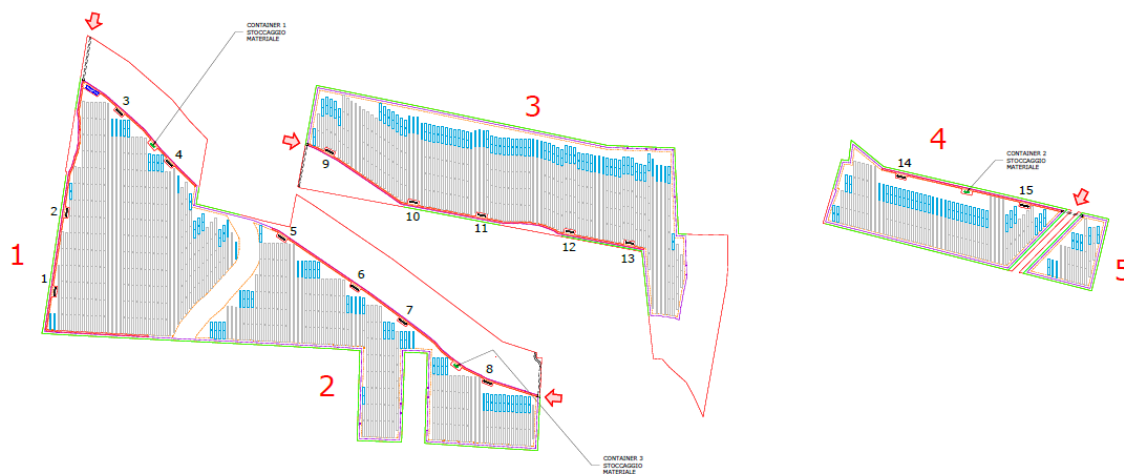 CONTAINER 1
STOCCAGGIO
MATERIALE
3
3
4
1
2
1
4
9
10
11
12
13
14
CONTAINER 2
STOCCAGGIO
MATERIALE
15
5
5
6
7
8
2
CONTAINER 3
STOCCAGGIO
MATERIALE